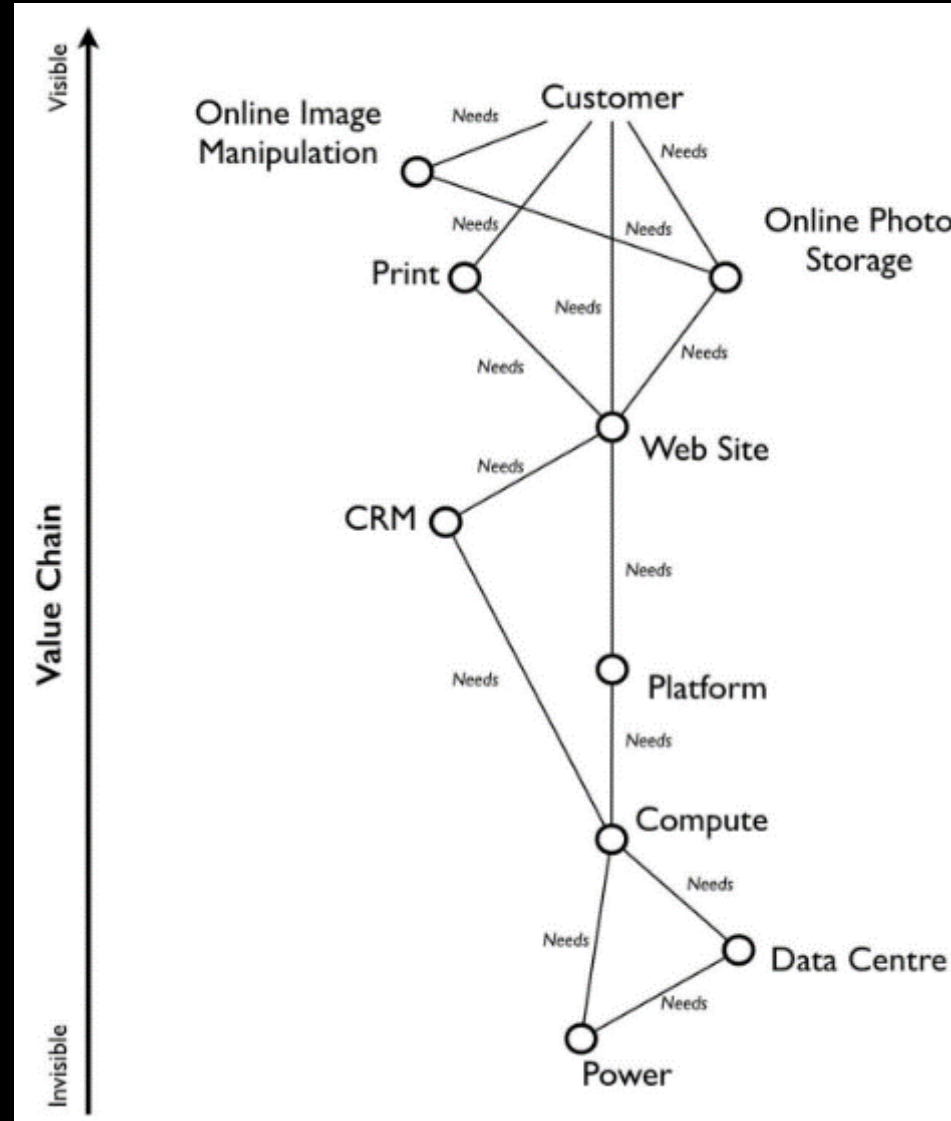 Visible
Customer
Needs
Online Image
Manipulation
Needs
Needs
Needs
Online Photo
Storage
Print
Needs
Needs
Needs
Web Site
Needs
CRM
Value Chain
Needs
Needs
Platform
Needs
Compute
Needs
Needs
Data Centre
Needs
Invisible
Power